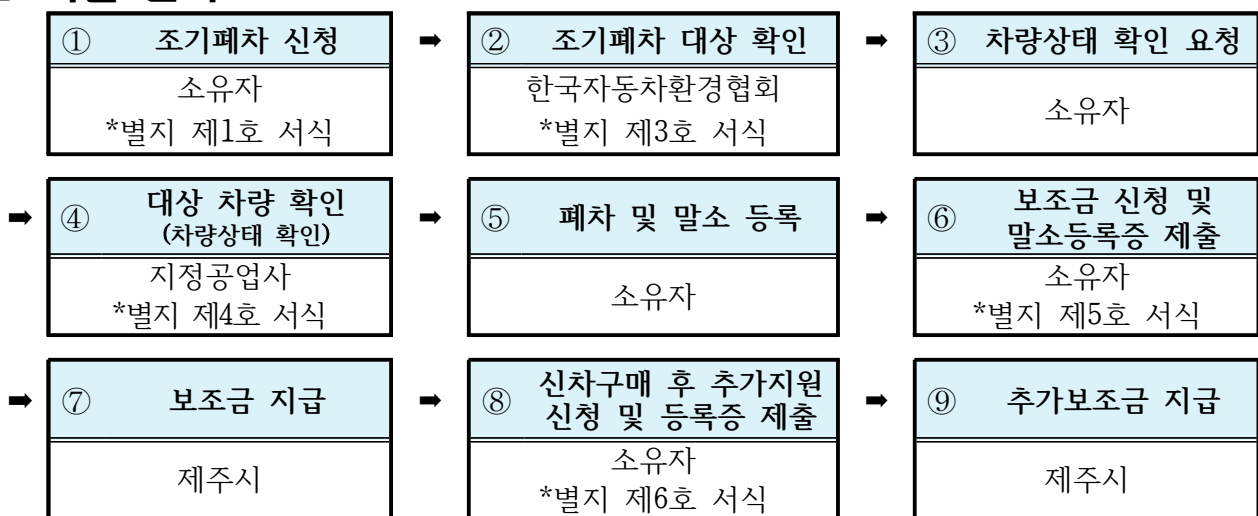 ① 조기폐차 신청 ➡ ② 조기폐차 대상 확인 ➡ ③ 차량상태 확인 요청
소유자
*별지 제1호 서식
한국자동차환경협회
*별지 제3호 서식
소유자
➡ ④ 대상 차량 확인
(차량상태 확인)
➡ ⑤ 폐차 및 말소 등록 ➡ ⑥ 보조금 신청 및
말소등록증 제출
지정공업사
*별지 제4호 서식
소유자
소유자
*별지 제5호 서식
➡ ⑦ 보조금 지급 ➡ ⑧ 신차구매 후 추가지원
신청 및 등록증 제출
➡ ⑨ 추가보조금 지급
제주시
소유자
*별지 제6호 서식
제주시